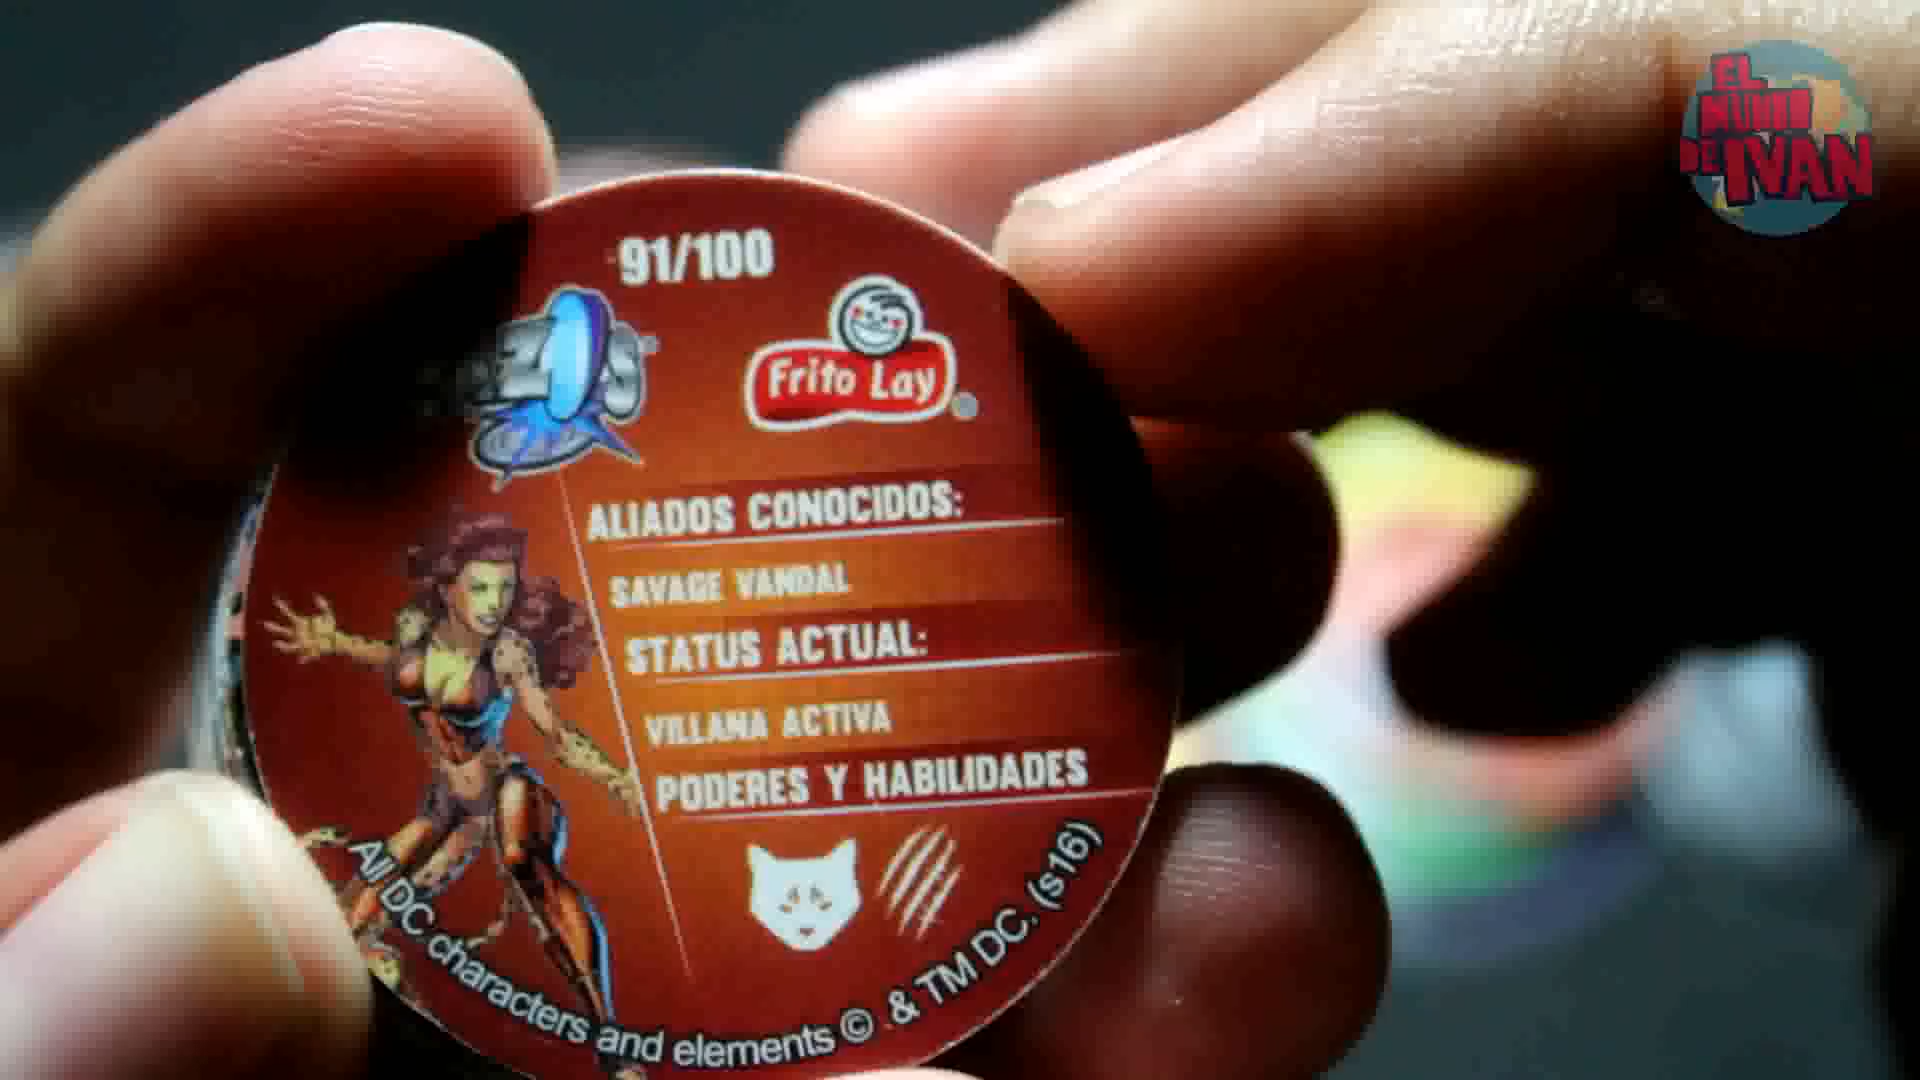 EL
MUNDO
DE IVAN
91/100
Frito Lay
ALIADOS CONOCIDOS:
SAVAGE VANDAL
STATUS ACTUAL:
VILLANA ACTIVA
PODERES Y HABILIDADES
All DC characters and elements © & TM DC. (s16)